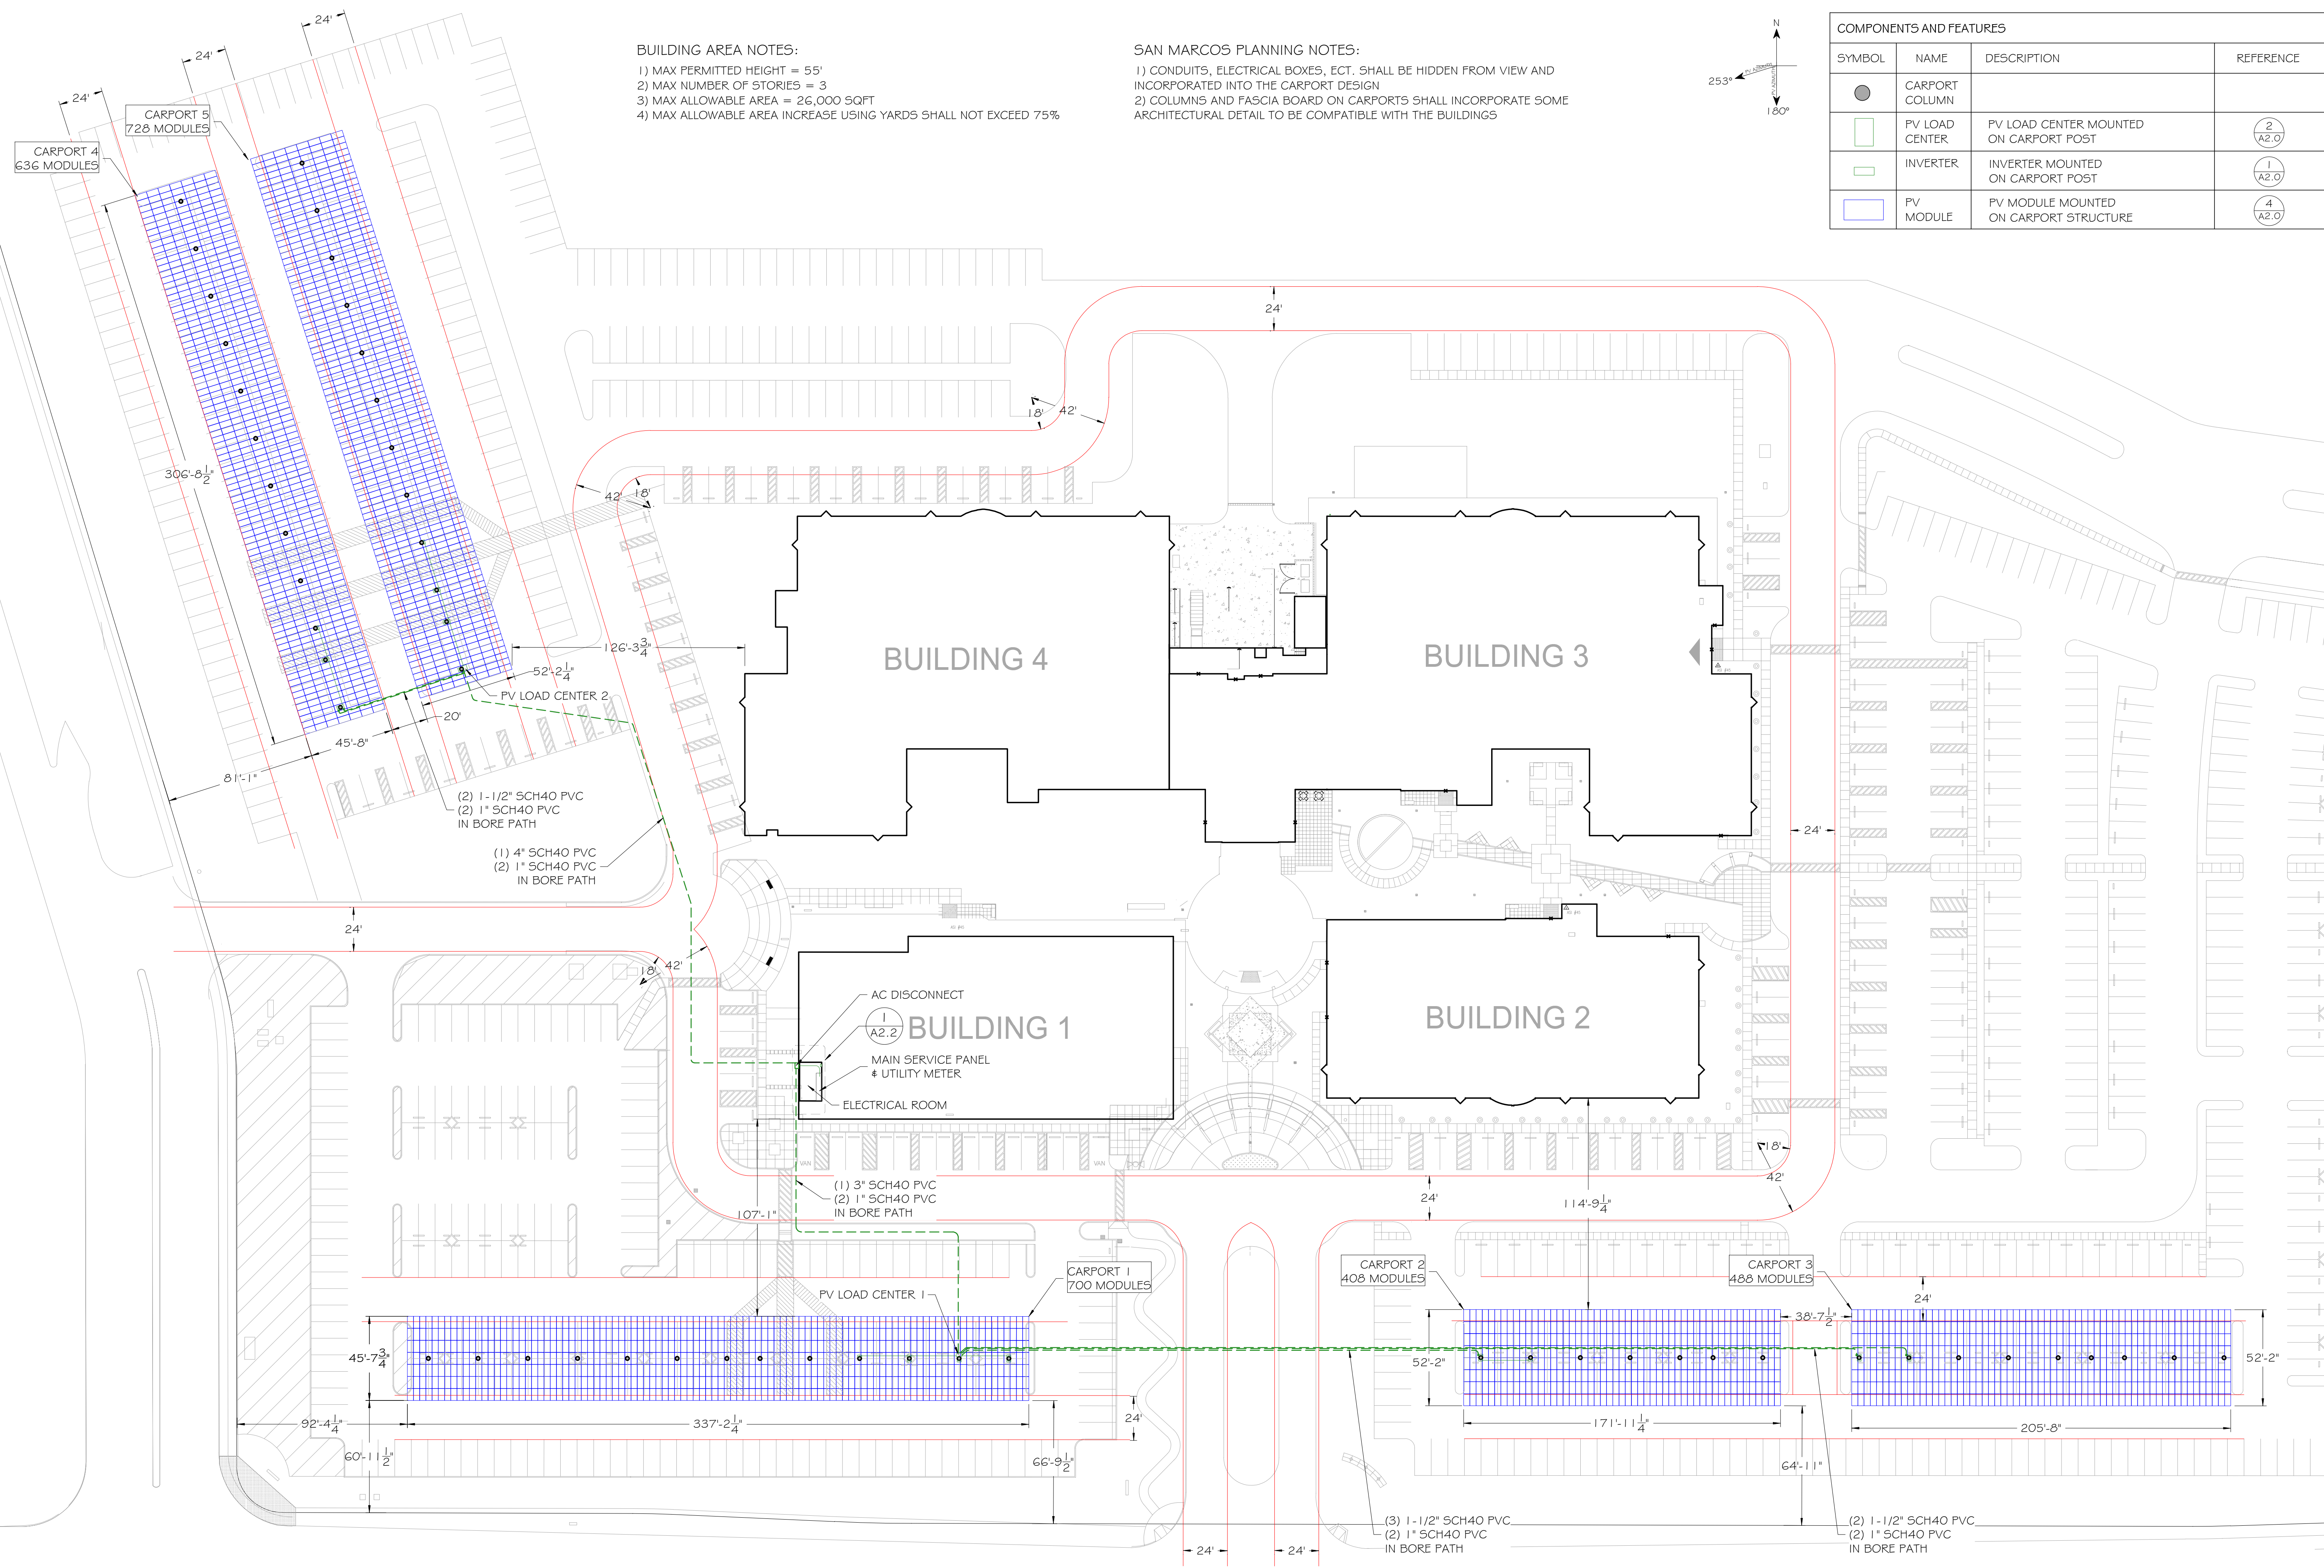 BUILDING AREA NOTES:
1) MAX PERMITTED HEIGHT = 55'
2) MAX NUMBER OF STORIES = 3
3) MAX ALLOWABLE AREA = 26,000 SQFT
4) MAX ALLOWABLE AREA INCREASE USING YARDS SHALL NOT EXCEED 75%
SAN MARCOS PLANNING NOTES:
1) CONDUITS, ELECTRICAL BOXES, ECT. SHALL BE HIDDEN FROM VIEW AND
INCORPORATED INTO THE CARPORT DESIGN
2) COLUMNS AND FASCIA BOARD ON CARPORTS SHALL INCORPORATE SOME
ARCHITECTURAL DETAIL TO BE COMPATIBLE WITH THE BUILDINGS
N
PV AZIMUTH
253°
PV AZIMUTH
180°
COMPONENTS AND FEATURES
SYMBOL NAME DESCRIPTION REFERENCE
CARPORT
COLUMN
PV LOAD
CENTER
PV LOAD CENTER MOUNTED
ON CARPORT POST
2
A2.0
INVERTER
INVERTER MOUNTED
ON CARPORT POST
1
A2.0
PV
MODULE
PV MODULE MOUNTED
ON CARPORT STRUCTURE
4
A2.0
24'
24'
24'
CARPORT 5
728 MODULES
CARPORT 4
636 MODULES
306'-8 1/2"
24'
18'
42'
42'
18'
126'-3 3/4"
52'-2 1/4"
PV LOAD CENTER 2
20'
45'-8"
81'-1"
(2) 1-1/2" SCH40 PVC
(2) 1" SCH40 PVC
IN BORE PATH
(1) 4" SCH40 PVC
(2) 1" SCH40 PVC
IN BORE PATH
BUILDING 4
BUILDING 3
24'
24'
18'
42'
AC DISCONNECT
1
A2.2
BUILDING 1
MAIN SERVICE PANEL
& UTILITY METER
ELECTRICAL ROOM
BUILDING 2
VAN
VAN
18'
42'
(1) 3" SCH40 PVC
(2) 1" SCH40 PVC
IN BORE PATH
107'-1"
24'
114'-9 1/4"
CARPORT 1
700 MODULES
PV LOAD CENTER 1
CARPORT 2
408 MODULES
CARPORT 3
488 MODULES
24'
38'-7 1/2"
45'-7 3/4"
52'-2"
52'-2"
92'-4 1/4"
337'-2 1/4"
24'
171'-11 1/4"
205'-8"
60'-11 1/2"
66'-9 1/2"
64'-11"
(3) 1-1/2" SCH40 PVC
(2) 1" SCH40 PVC
IN BORE PATH
(2) 1-1/2" SCH40 PVC
(2) 1" SCH40 PVC
IN BORE PATH
24'
24'